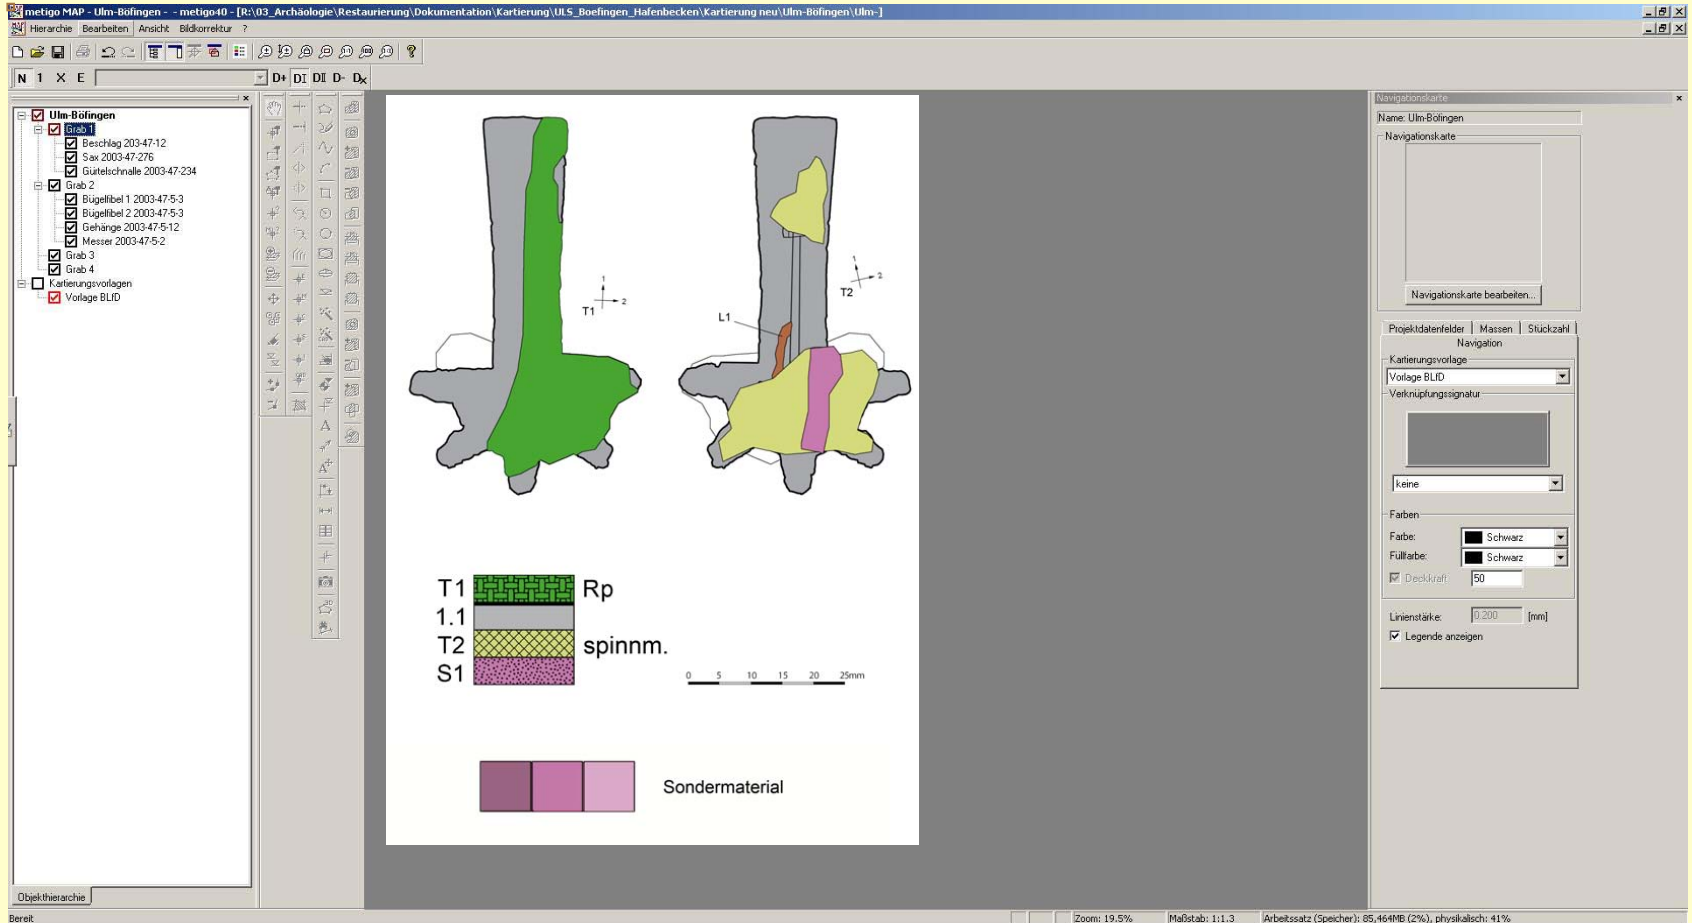 metigo MAP - Ulm-Böfingen - - metigo40 - [R:\03_Archäologie\Restaurierung\Dokumentation\Kartierung\ULS_Boefingen_Hafenbecken\Kartierung neu\Ulm-Böfingen\Ulm-]
Hierarchie Bearbeiten Ansicht Bildkorrektur ?
N 1 X E D+ DI DII D- Dx
Ulm-Böfingen
Grab 1
Beschlag 203-47-12
Sax 2003-47-276
Gürtelschnalle 2003-47-234
Grab 2
Bügelfibel 1 2003-47-5-3
Bügelfibel 2 2003-47-5-3
Gehänge 2003-47-5-12
Messer 2003-47-5-2
Grab 3
Grab 4
Kartierungsvorlagen
Vorlage BLfD
Objekthierarchie
1
2
T1
1
2
T2
L1
T1 Rp
1.1
T2 spinnm.
S1
0 5 10 15 20 25mm
Sondermaterial
Navigationskarte
Name: Ulm-Böfingen
Navigationskarte
Navigationskarte bearbeiten...
Projektdatenfelder Massen Stückzahl
Navigation
Kartierungsvorlage
Vorlage BLfD
Verknüpfungssignatur
keine
Farben
Farbe: Schwarz
Füllfarbe: Schwarz
Deckkraft 50
Linienstärke: 0.200 [mm]
Legende anzeigen
Bereit
Zoom: 19.5% Maßstab: 1:1.3 Arbeitssatz (Speicher): 85,464MB (2%), physikalisch: 41%